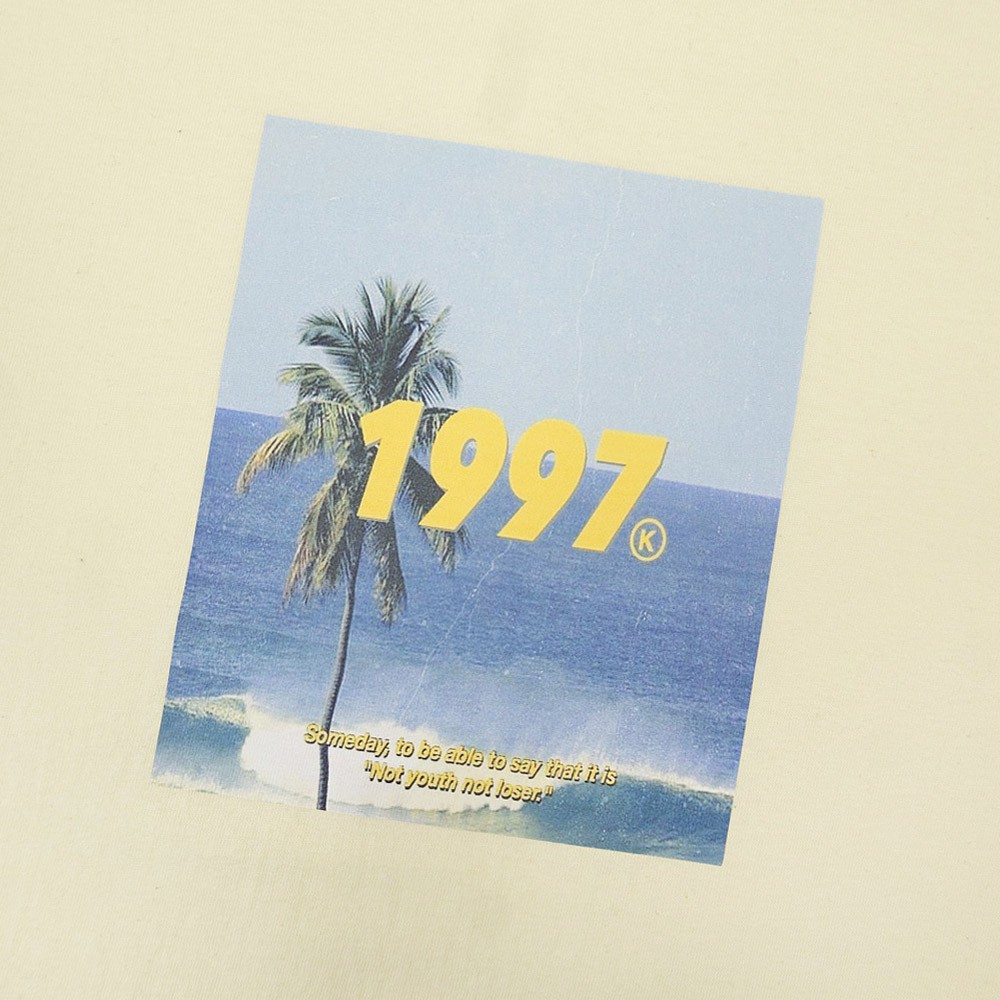 1997
K
Someday, to be able to say that it is
"Not youth not loser."